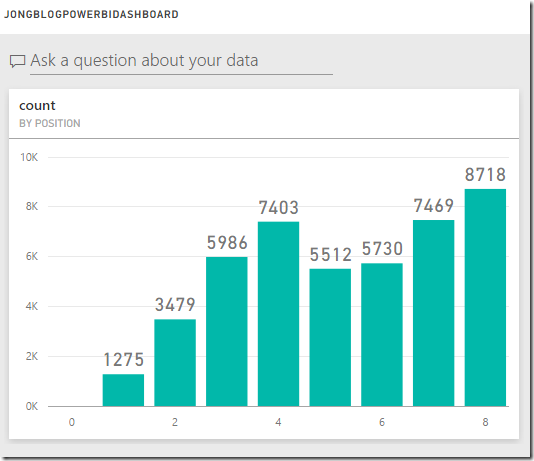 JONGBLOGPOWERBIDASHBOARD
Ask a question about your data
count
BY POSITION
10K
8718
8K
7403
7469
5986
5512
5730
6K
3479
4K
1275
2K
0K
0 2 4 6 8